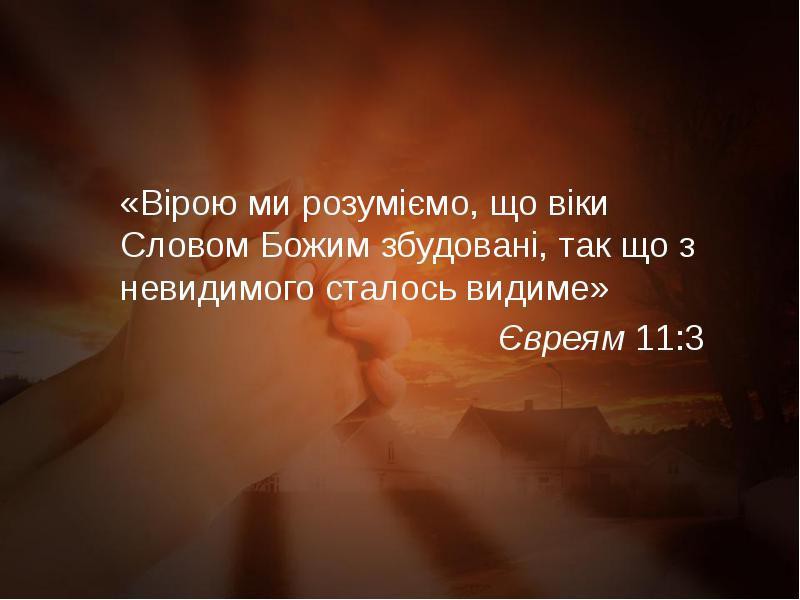 «Вірою ми розуміємо, що віки
Словом Божим збудовані, так що з
невидимого сталось видиме»
Євреям 11:3